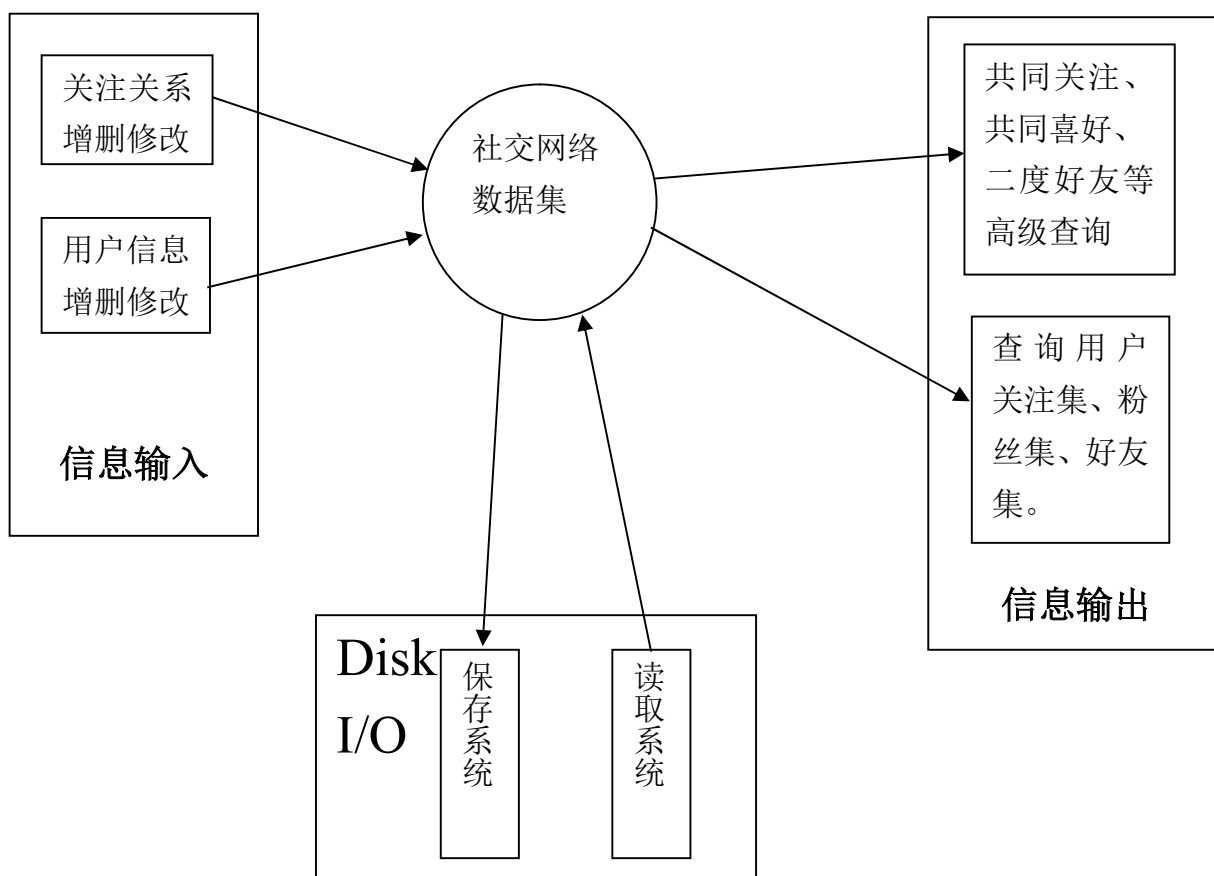 关注关系
增删修改
用户信息
增删修改
信息输入
社交网络
数据集
共同关注、
共同喜好、
二度好友等
高级查询
查询用户
关注集、粉
丝集、好友
集。
信息输出
Disk
I/O
保存系统
读取系统